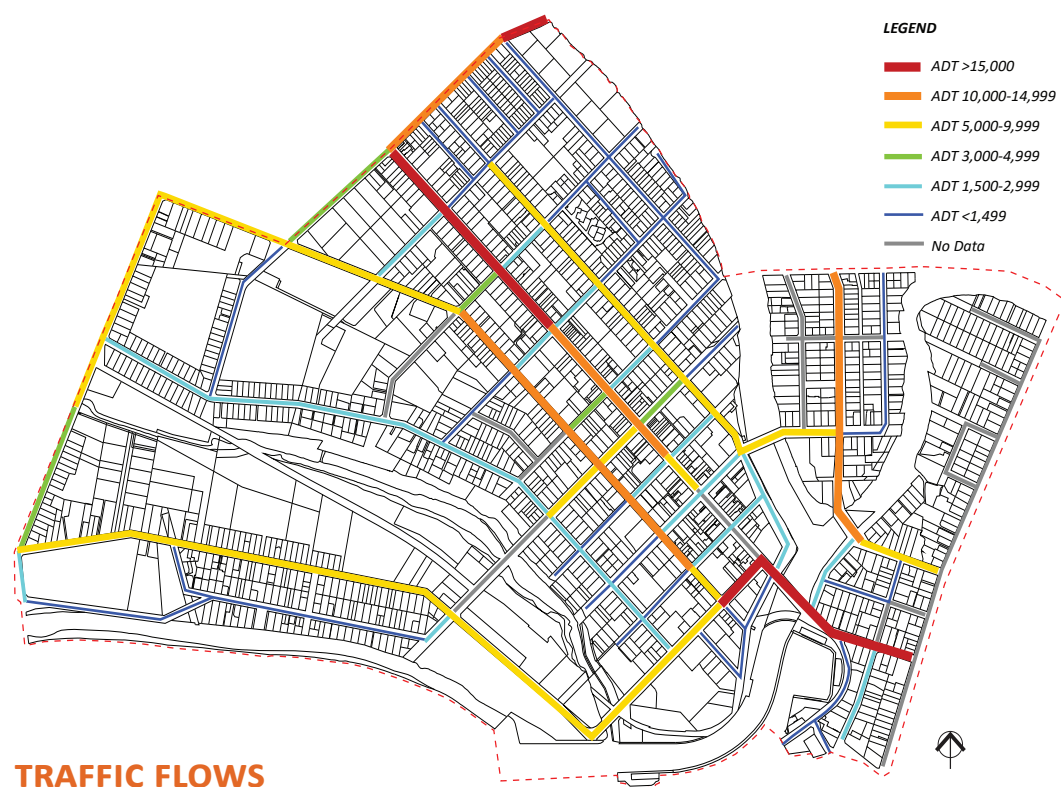 LEGEND
ADT >15,000
ADT 10,000-14,999
ADT 5,000-9,999
ADT 3,000-4,999
ADT 1,500-2,999
ADT <1,499
No Data
TRAFFIC FLOWS